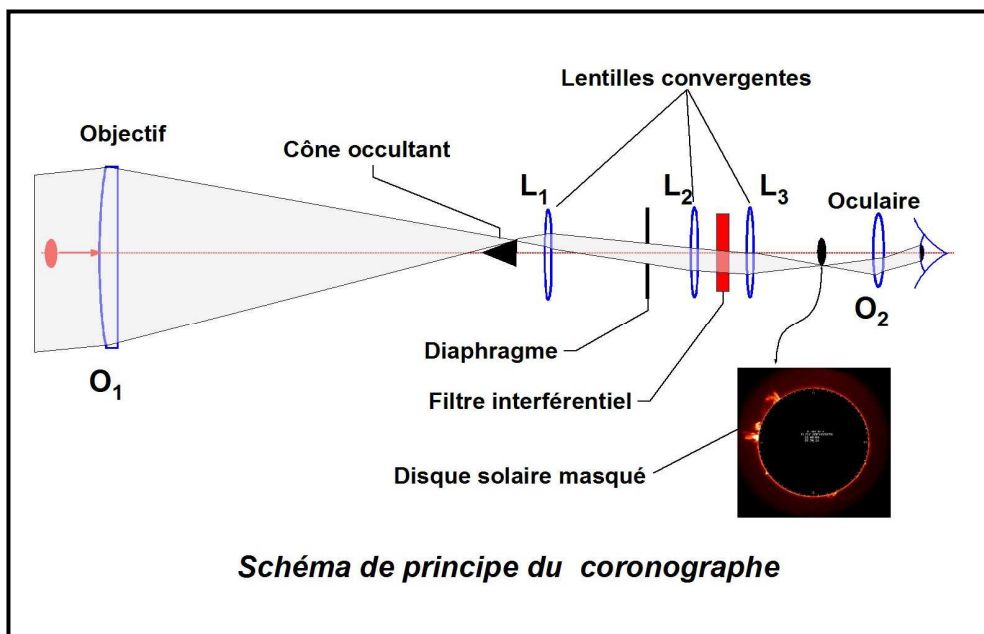 Lentilles convergentes
Objectif
Cône occultant
L1
L2
L3
Oculaire
O2
Diaphragme
O1
Filtre interférentiel
Disque solaire masqué
Schéma de principe du coronographe